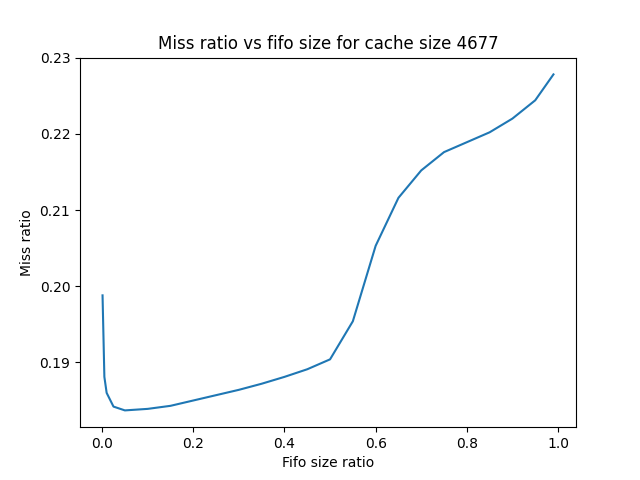 Miss ratio vs fifo size for cache size 4677
0.23
0.22
0.21
0.20
0.19
Miss ratio
0.0 0.2 0.4 0.6 0.8 1.0
Fifo size ratio